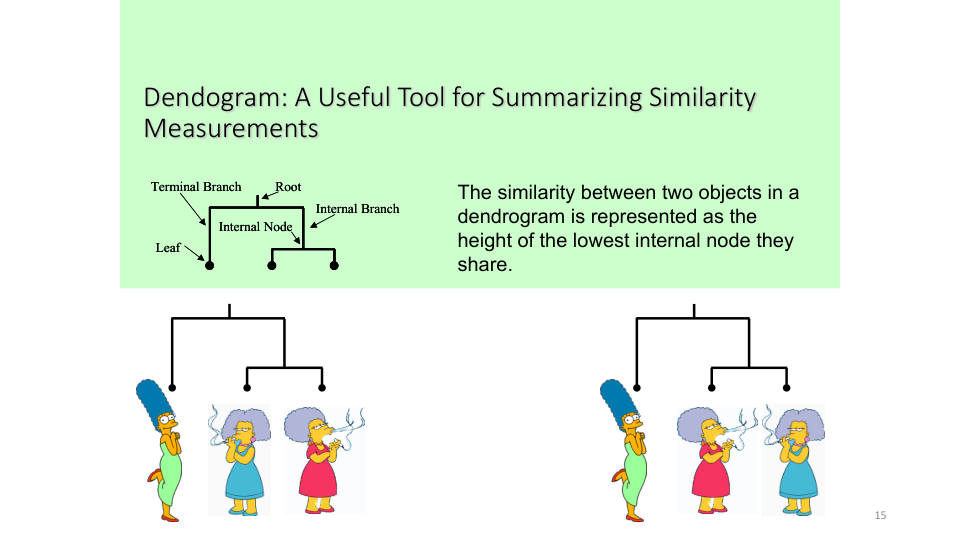 Dendogram: A Useful Tool for Summarizing Similarity
Measurements
Terminal Branch
Root
Internal Branch
Internal Node
Leaf
The similarity between two objects in a
dendrogram is represented as the
height of the lowest internal node they
share.
15